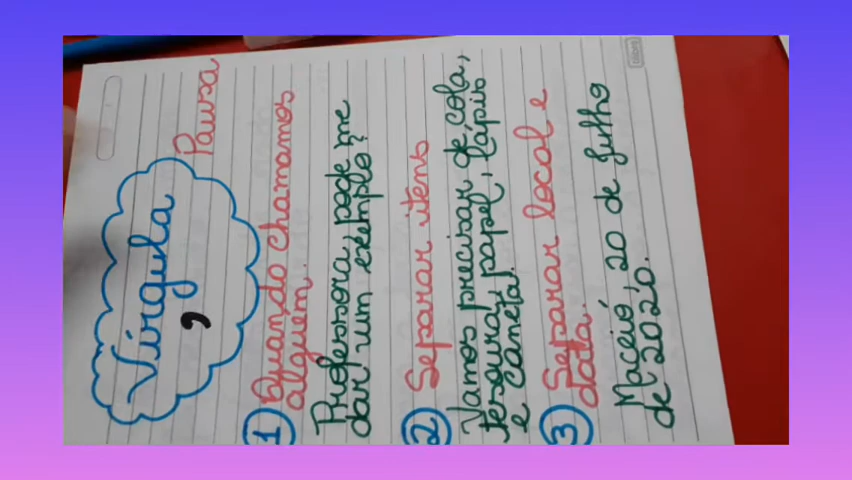 Vírgula
,
Pausa
1 Quando chamamos
alguém.
Professora, pode me
dar um exemplo?
2 Separar itens
Vamos precisar de cola,
tesoura, papel, lápis
e caneta.
3 Separar local e
data.
Maceió, 20 de julho
de 2020.